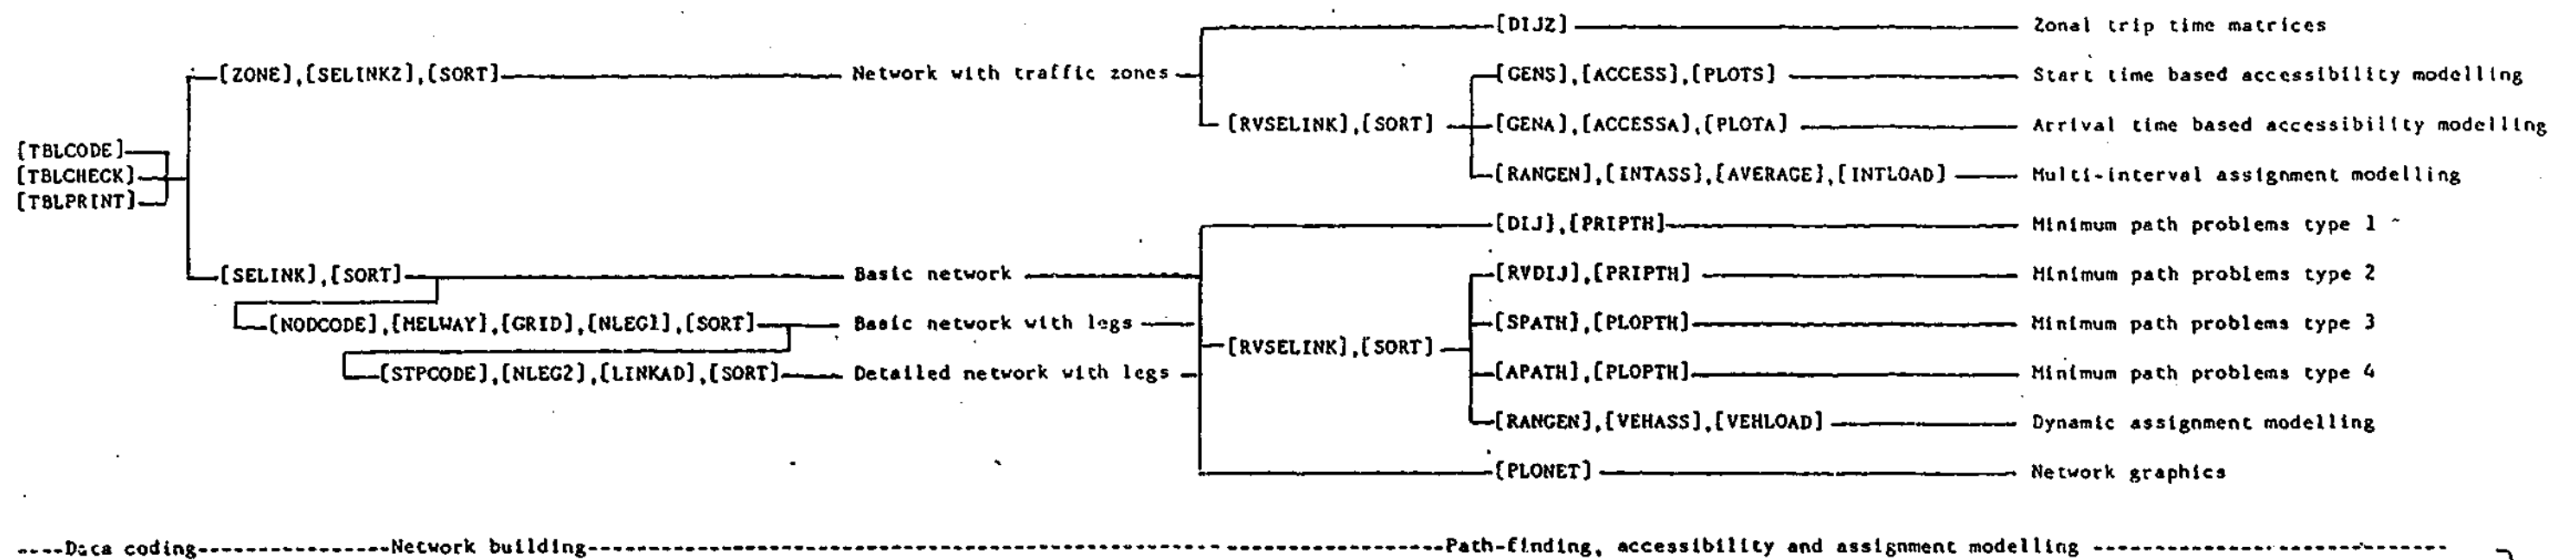 [DIJZ] Zonal trip time matrices
[ZONE],[SELINKZ],[SORT] Network with traffic zones [GENS],[ACCESS],[PLOTS] Start time based accessibility modelling
[RVSELINK],[SORT] [GENA],[ACCESSA],[PLOTA] Arrival time based accessibility modelling
[TBLCODE]
[TBLCHECK] [RANGEN],[INTASS],[AVERAGE],[INTLOAD] Multi-interval assignment modelling
[TBLPRINT]
[DIJ],[PRIPTH] Minimum path problems type 1
[SELINK],[SORT] Basic network [RVDIJ],[PRIPTH] Minimum path problems type 2
[NODCODE],[MELWAY],[GRID],[NLEG1],[SORT] Basic network with legs [SPATH],[PLOPTH] Minimum path problems type 3
[RVSELINK],[SORT]
[STPCODE],[NLEG2],[LINKAD],[SORT] Detailed network with legs [APATH],[PLOPTH] Minimum path problems type 4
[RANGEN],[VEHASS],[VEHLOAD] Dynamic assignment modelling
[PLONET] Network graphics
----Data coding----------------Network building----------------------------------------------------------------------Path-finding, accessibility and assignment modelling ------------------------------